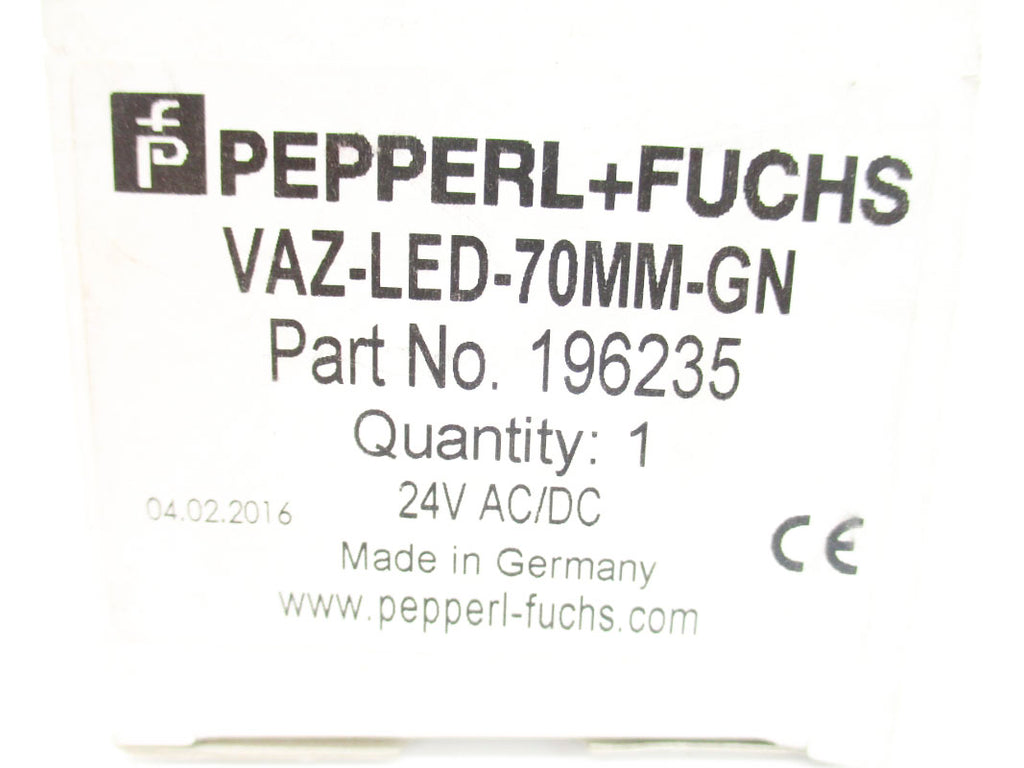 fp PEPPERL+FUCHS
VAZ-LED-70MM-GN
Part No. 196235
Quantity: 1
24V AC/DC
04.02.2016
CE
Made in Germany
www.pepperl-fuchs.com